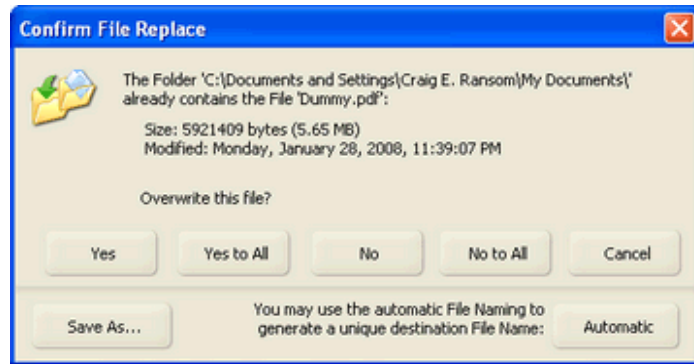 Confirm File Replace
The Folder 'C:\Documents and Settings\Craig E. Ransom\My Documents\'
already contains the File 'Dummy.pdf':
Size: 5921409 bytes (5.65 MB)
Modified: Monday, January 28, 2008, 11:39:07 PM
Overwrite this file?
Yes Yes to All No No to All Cancel
You may use the automatic File Naming to
generate a unique destination File Name:
Save As... Automatic